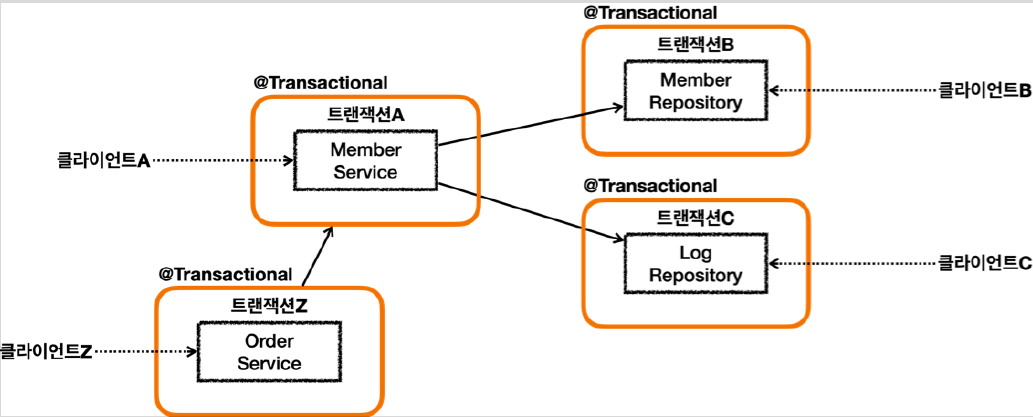 @Transactional
트랜잭션B
Member
Repository
클라이언트B
@Transactional
트랜잭션A
Member
Service
클라이언트A
@Transactional
트랜잭션C
Log
Repository
클라이언트C
@Transactional
트랜잭션Z
Order
Service
클라이언트Z